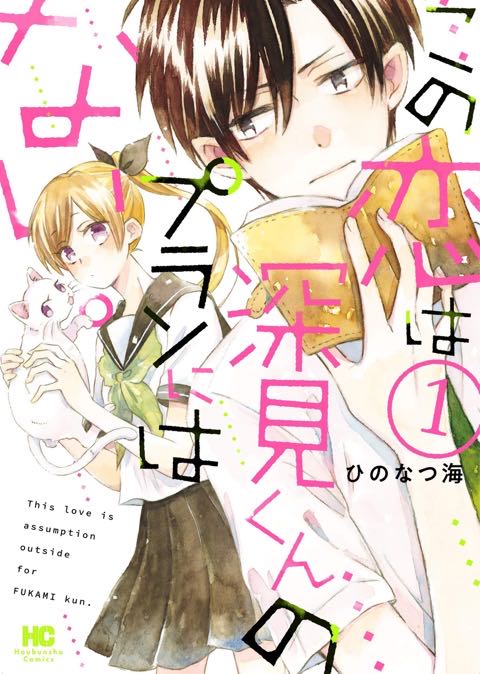 この恋は
深見くんの
プランには
ない。
1
ひのなつ海
This love is
assumption
outside
for
FUKAMI kun.
HC
Houbunsha
Comics